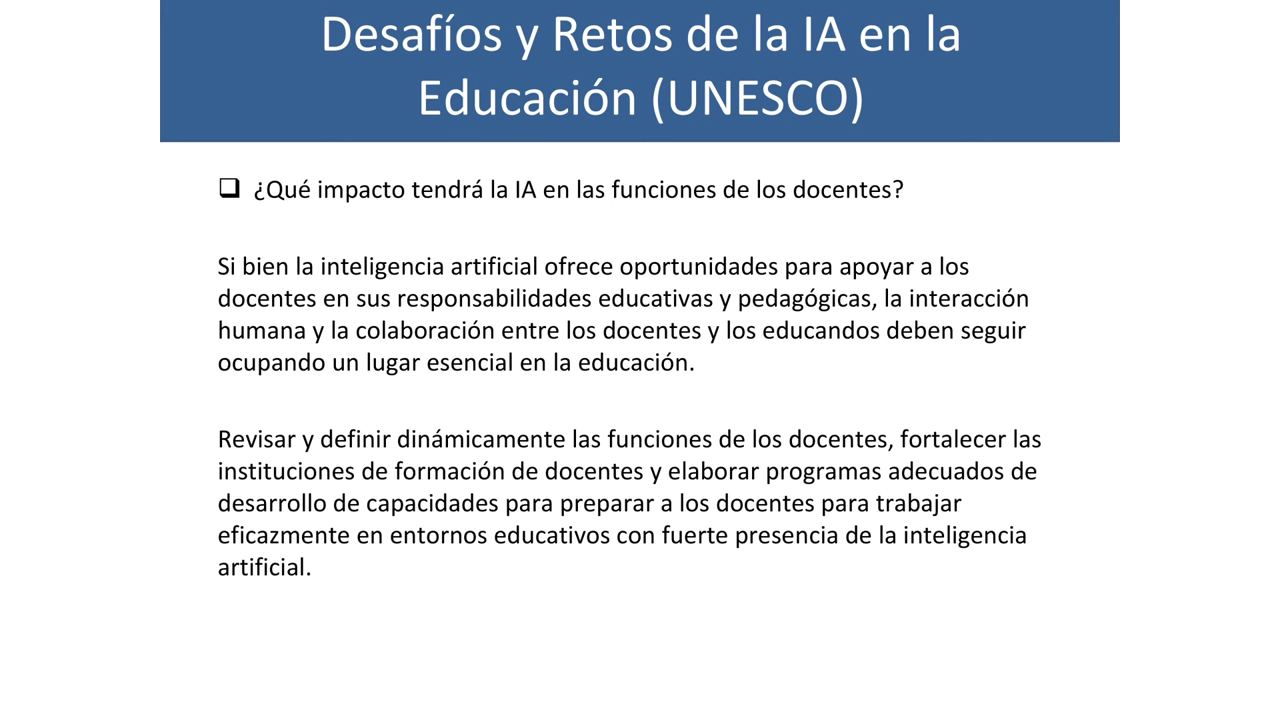 Desafíos y Retos de la IA en la
Educación (UNESCO)
¿Qué impacto tendrá la IA en las funciones de los docentes?
Si bien la inteligencia artificial ofrece oportunidades para apoyar a los
docentes en sus responsabilidades educativas y pedagógicas, la interacción
humana y la colaboración entre los docentes y los educandos deben seguir
ocupando un lugar esencial en la educación.
Revisar y definir dinámicamente las funciones de los docentes, fortalecer las
instituciones de formación de docentes y elaborar programas adecuados de
desarrollo de capacidades para preparar a los docentes para trabajar
eficazmente en entornos educativos con fuerte presencia de la inteligencia
artificial.